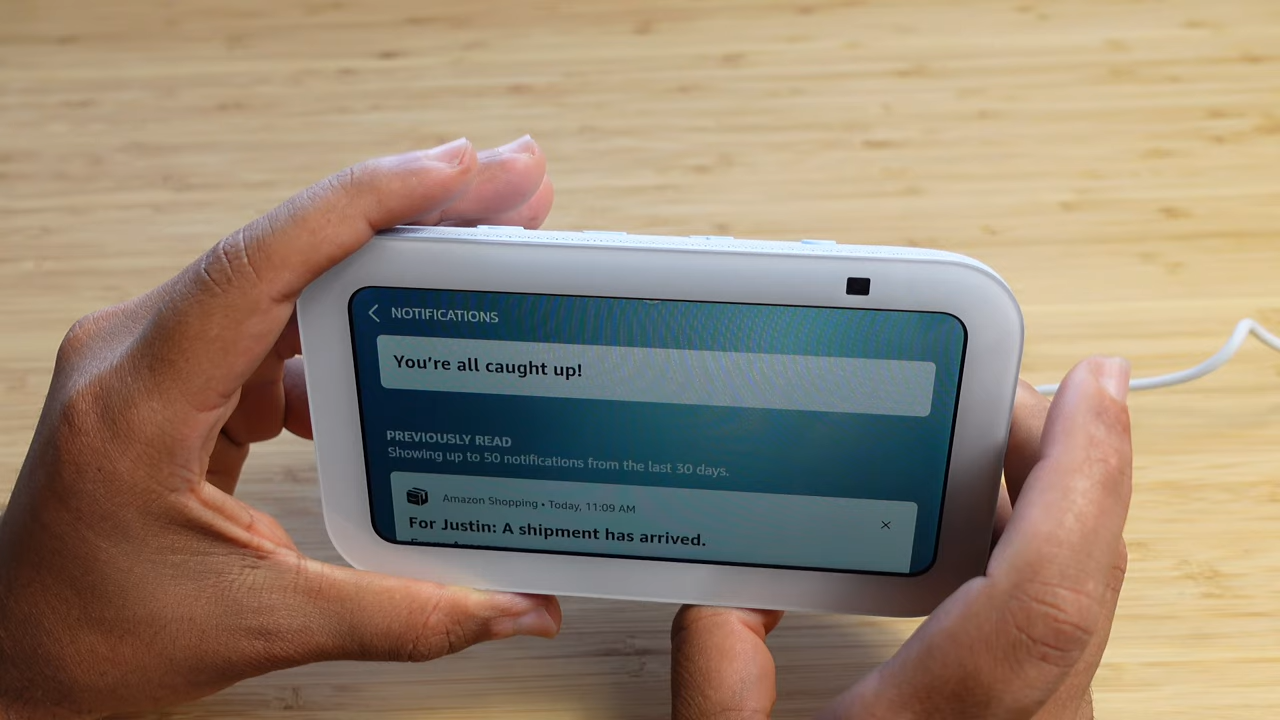 NOTIFICATIONS
You're all caught up!
PREVIOUSLY READ
Showing up to 50 notifications from the last 30 days.
Amazon Shopping • Today, 11:09 AM
For Justin: A shipment has arrived.